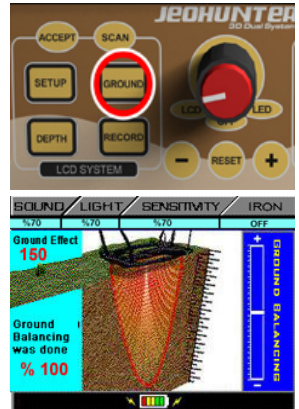 JEOHUNTER
3D Dual System
ACCEPT SCAN
SETUP GROUND
LCD LED
OFF
DEPTH RECORD
LCD SYSTEM
- RESET +
SOUND LIGHT SENSITIVITY IRON
%70 %70 %70 OFF
Ground Effect
150
Ground
Balancing
was done
% 100
+
GROUND BALANCING
-